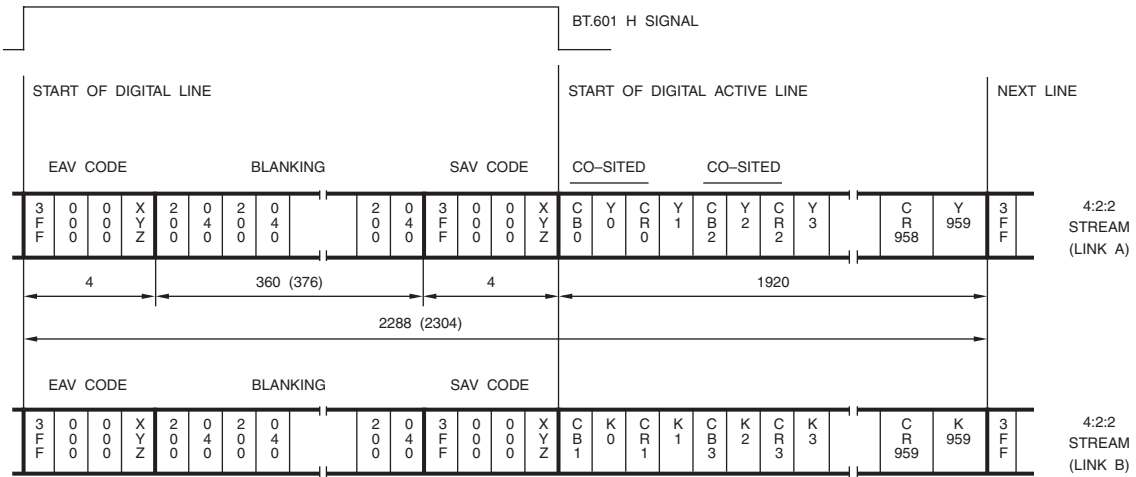 BT.601 H SIGNAL
START OF DIGITAL LINE
START OF DIGITAL ACTIVE LINE
NEXT LINE
EAV CODE
BLANKING
SAV CODE
CO–SITED
CO–SITED
3FF 000 000 XYZ 200 040 200 040 200 040 3FF 000 000 XYZ CB0 Y0 CR0 Y1 CB2 Y2 CR2 Y3 CR958 Y959 3FF
4:2:2
STREAM
(LINK A)
4
360 (376)
4
1920
2288 (2304)
EAV CODE
BLANKING
SAV CODE
3FF 000 000 XYZ 200 040 200 040 200 040 3FF 000 000 XYZ CB1 K0 CR1 K1 CB3 K2 CR3 K3 CR959 K959 3FF
4:2:2
STREAM
(LINK B)